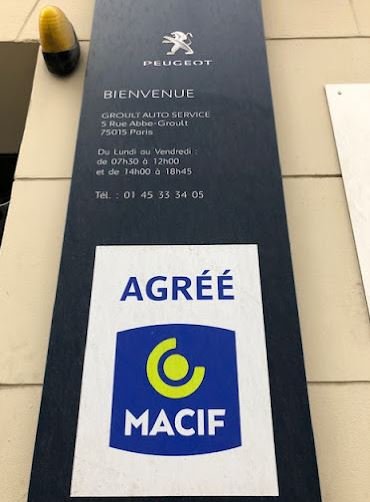 PEUGEOT
BIENVENUE
GROULT AUTO SERVICE
5 Rue Abbe-Groult
75015 Paris
Du Lundi au Vendredi :
de 07h30 à 12h00
et de 14h00 à 18h45
Tél. : 01 45 33 34 05
AGRÉÉ
MACIF